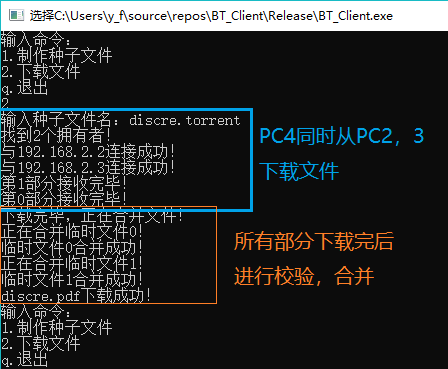 选择C:\Users\y_f\source\repos\BT_Client\Release\BT_Client.exe
输入命令:
1.制作种子文件
2.下载文件
q.退出
2
输入种子文件名: discre.torrent
找到2个拥有者!
与192.168.2.2连接成功!
与192.168.2.3连接成功!
第1部分接收完毕!
第0部分接收完毕!
PC4同时从PC2，3
下载文件
下载完毕，正在合并文件!
正在合并临时文件0!
临时文件0合并成功!
正在合并临时文件1!
临时文件1合并成功!
discre.pdf下载成功!
所有部分下载完后
进行校验，合并
输入命令:
1.制作种子文件
2.下载文件
q.退出